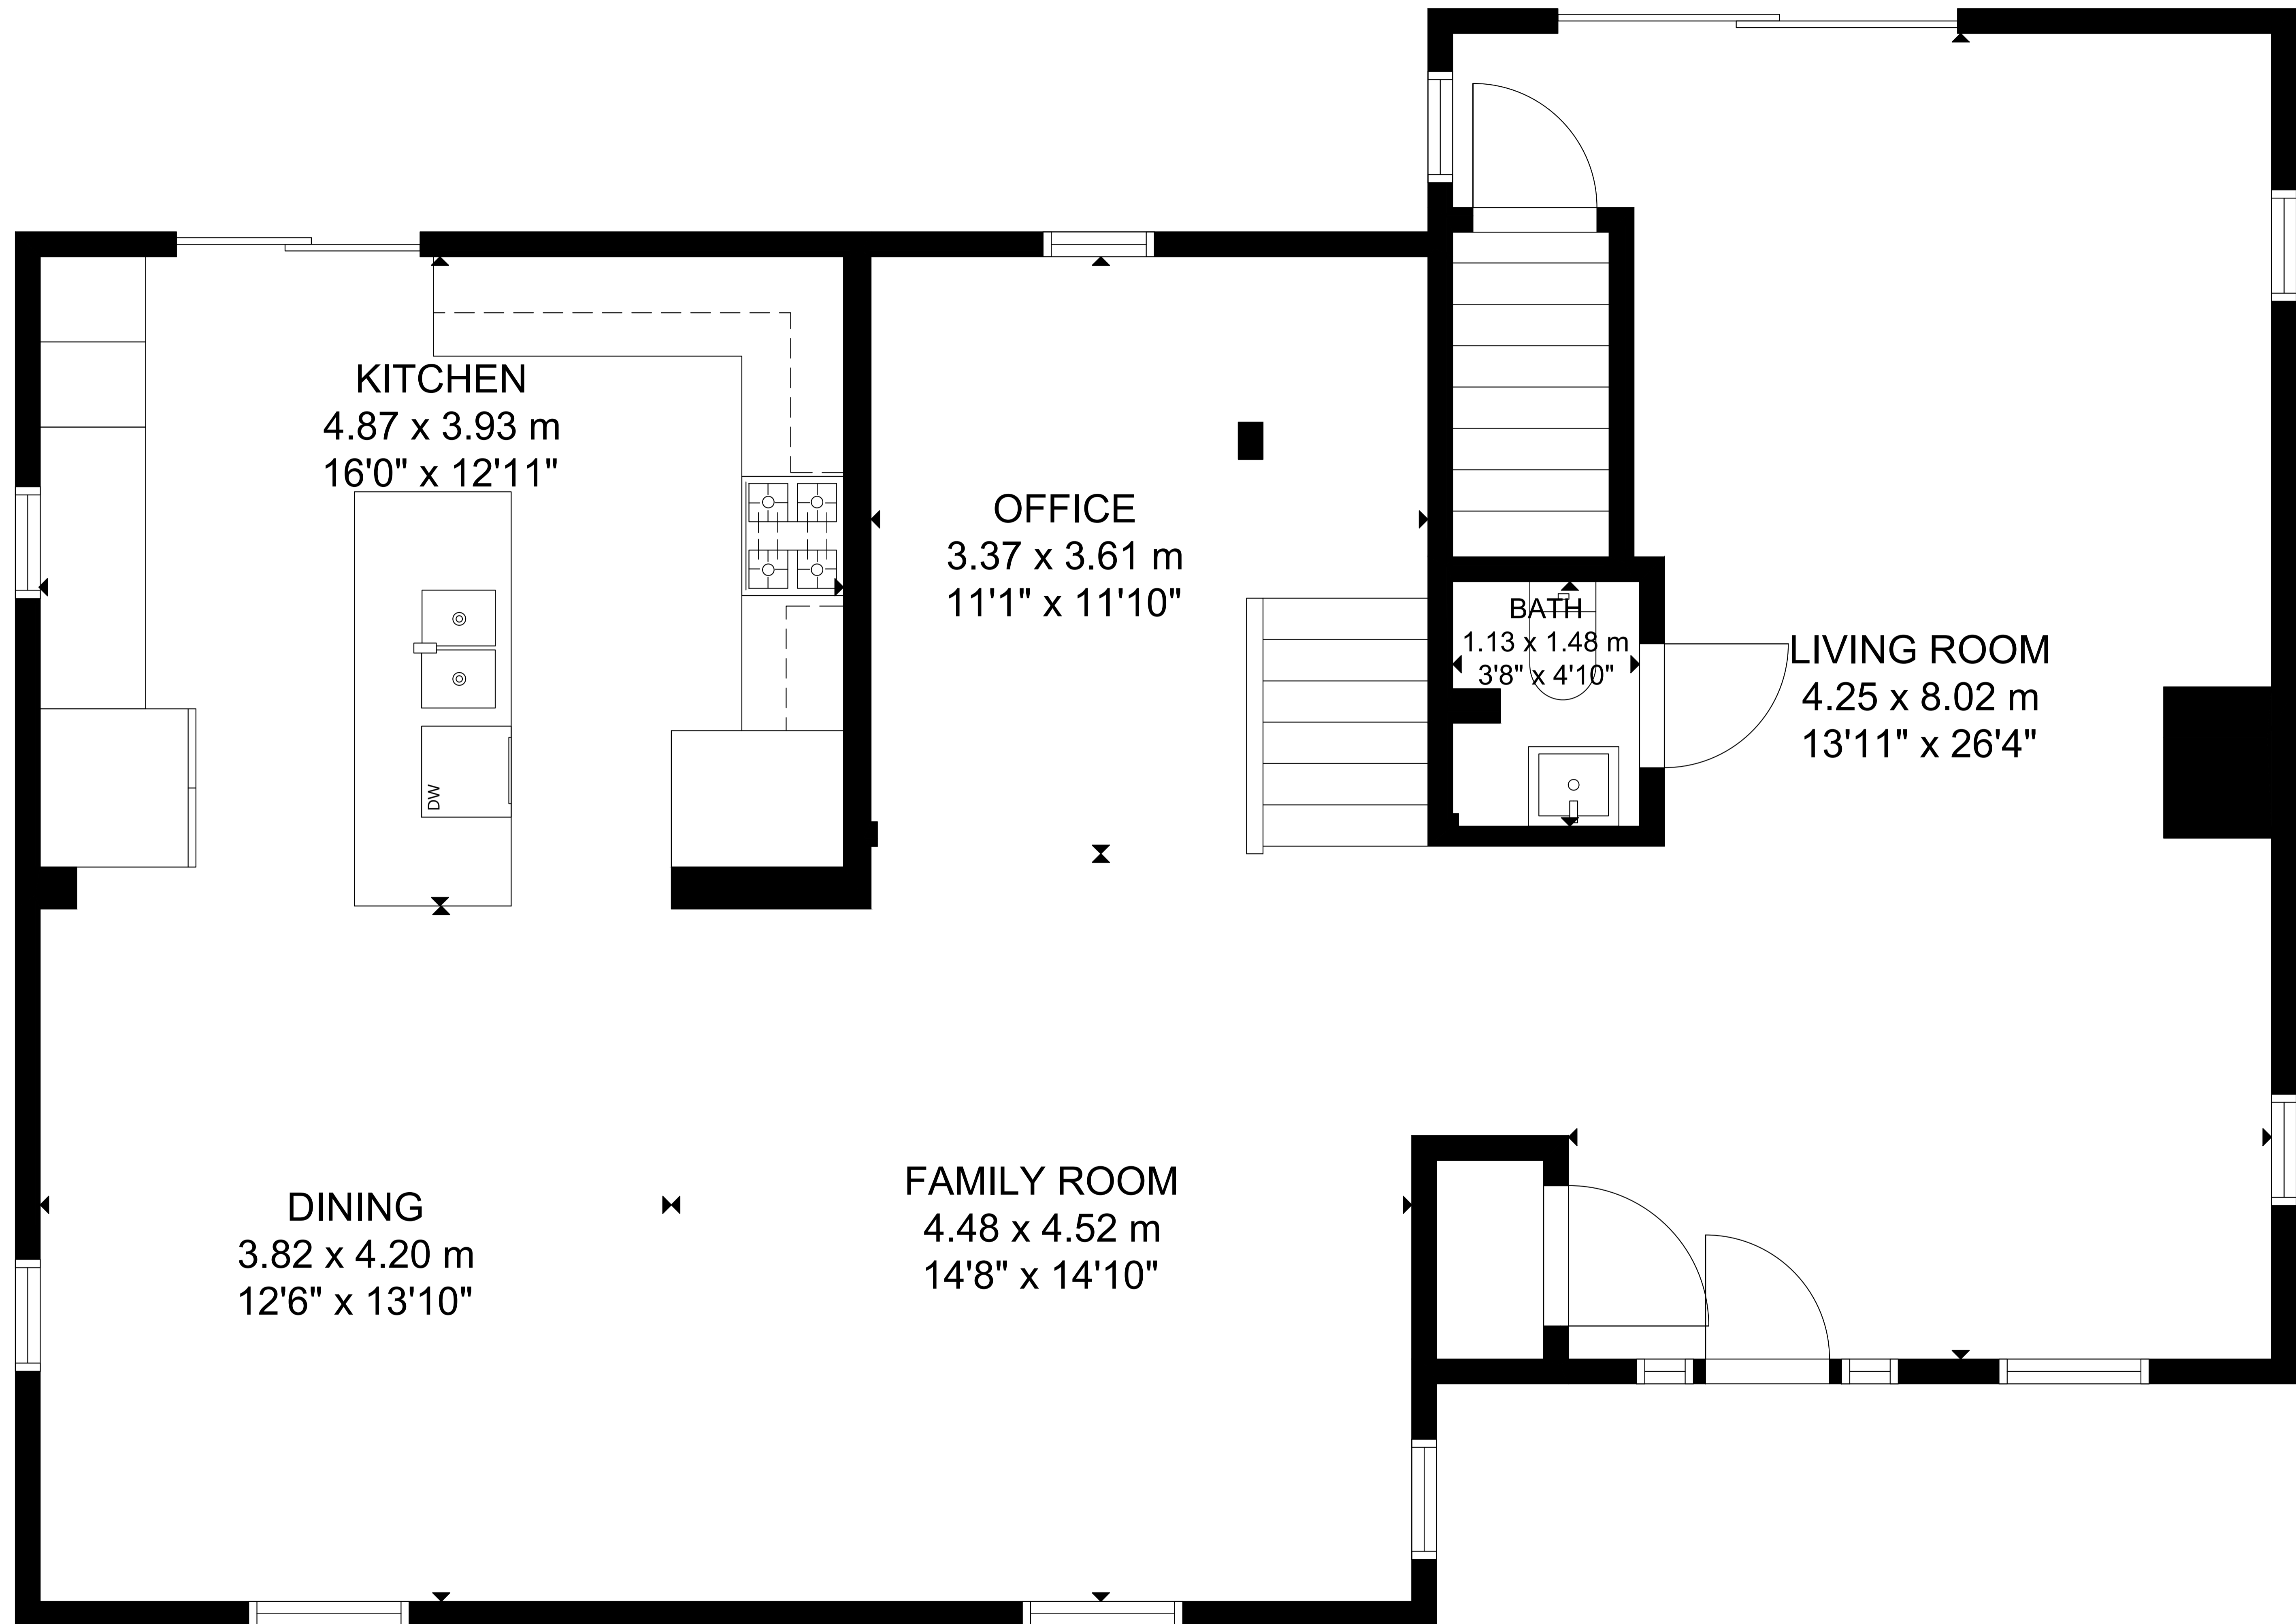 KITCHEN
4.87 x 3.93 m
16'0" x 12'11"
OFFICE
3.37 x 3.61 m
11'1" x 11'10"
BATH
1.13 x 1.48 m
3'8" x 4'10"
LIVING ROOM
4.25 x 8.02 m
13'11" x 26'4"
DW
DINING
3.82 x 4.20 m
12'6" x 13'10"
FAMILY ROOM
4.48 x 4.52 m
14'8" x 14'10"